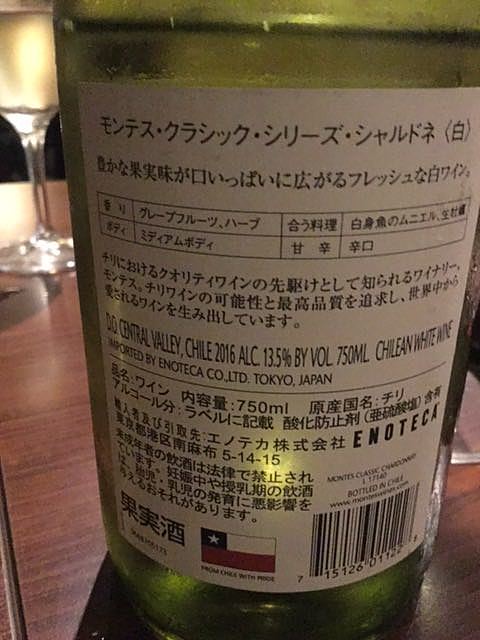 モンテス・クラシック・シリーズ・シャルドネ〈白〉
豊かな果実味が口いっぱいに広がるフレッシュな白ワイン。
香り グレープフルーツ、ハーブ 合う料理 白身魚のムニエル、生牡蠣
ボディ ミディアムボディ 甘辛 辛口
チリにおけるクオリティワインの先駆けとして知られるワイナリー、
モンテス。チリワインの可能性と最高品質を追求し、世界中から
愛されるワインを生み出しています。
D.O. CENTRAL VALLEY, CHILE 2016 ALC. 13.5% BY VOL. 750ML. CHILEAN WHITE WINE
IMPORTED BY ENOTECA CO.,LTD. TOKYO, JAPAN
品名:ワイン 内容量:750ml 原産国名:チリ
アルコール分:ラベルに記載 酸化防止剤(亜硫酸塩)含有
輸入者及び引取先:エノテカ株式会社 ENOTECA
東京都港区南麻布 5-14-15
未成年者の飲酒は法律で禁止され
ています。妊娠中や授乳期の飲酒
は、胎児・乳児の発育に悪影響を
与えるおそれがあります。
果実酒
MONTES CLASSIC CHARDONNAY
BOTTLED IN CHILE
www.monteswines.com
FROM CHILE WITH PRIDE
7 15126 01122 8